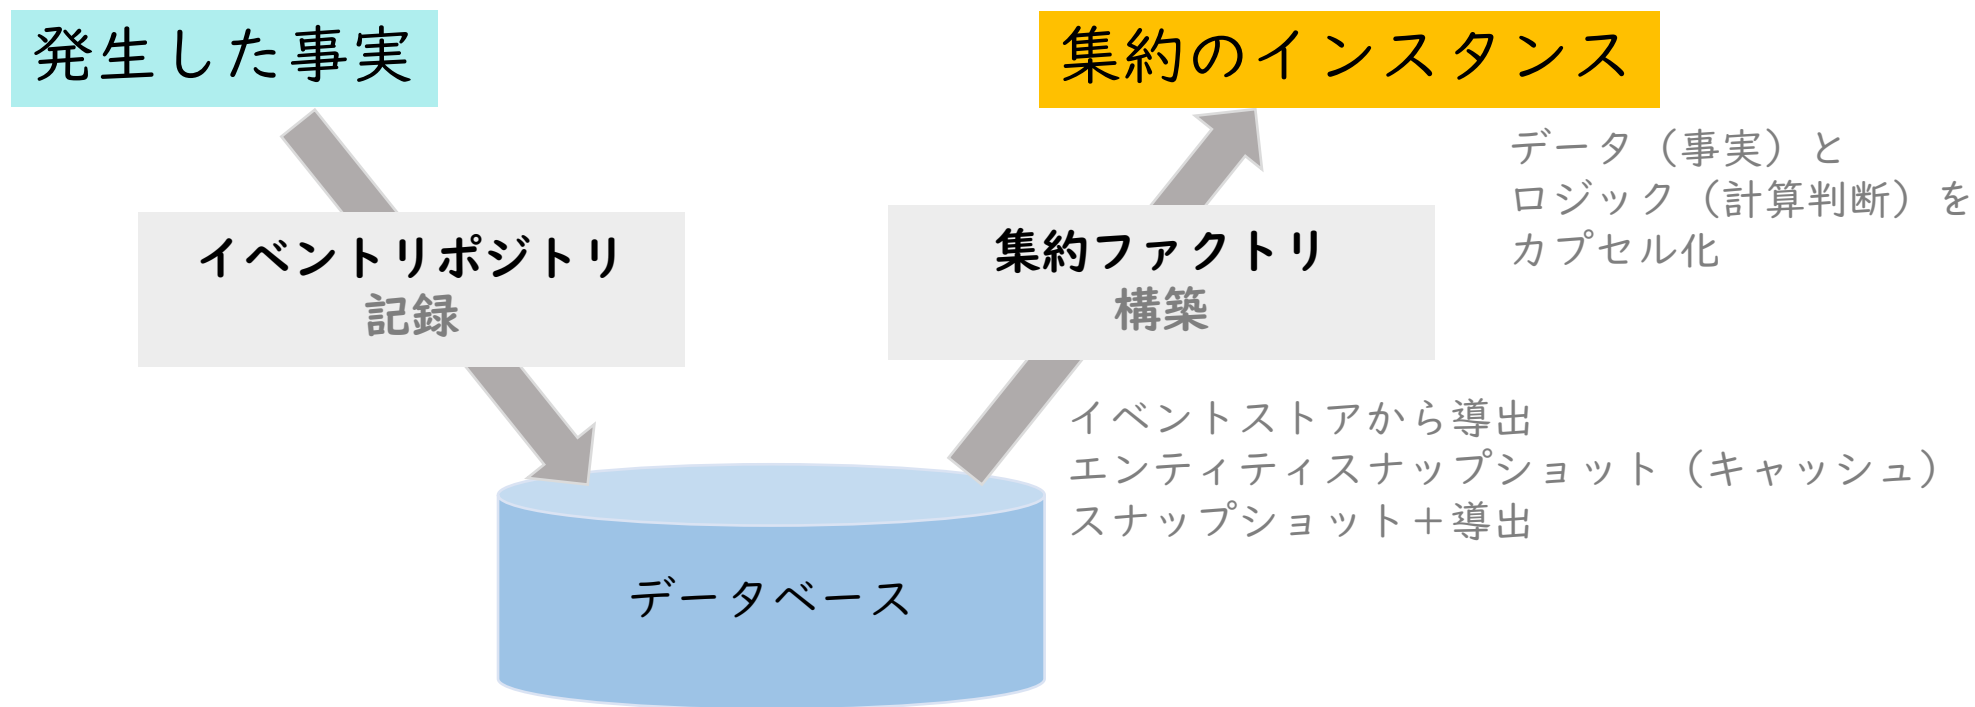 発生した事実
集約のインスタンス
データ（事実）と
ロジック（計算判断）を
カプセル化
イベントリポジトリ
記録
集約ファクトリ
構築
イベントストアから導出
エンティティスナップショット（キャッシュ）
スナップショット＋導出
データベース